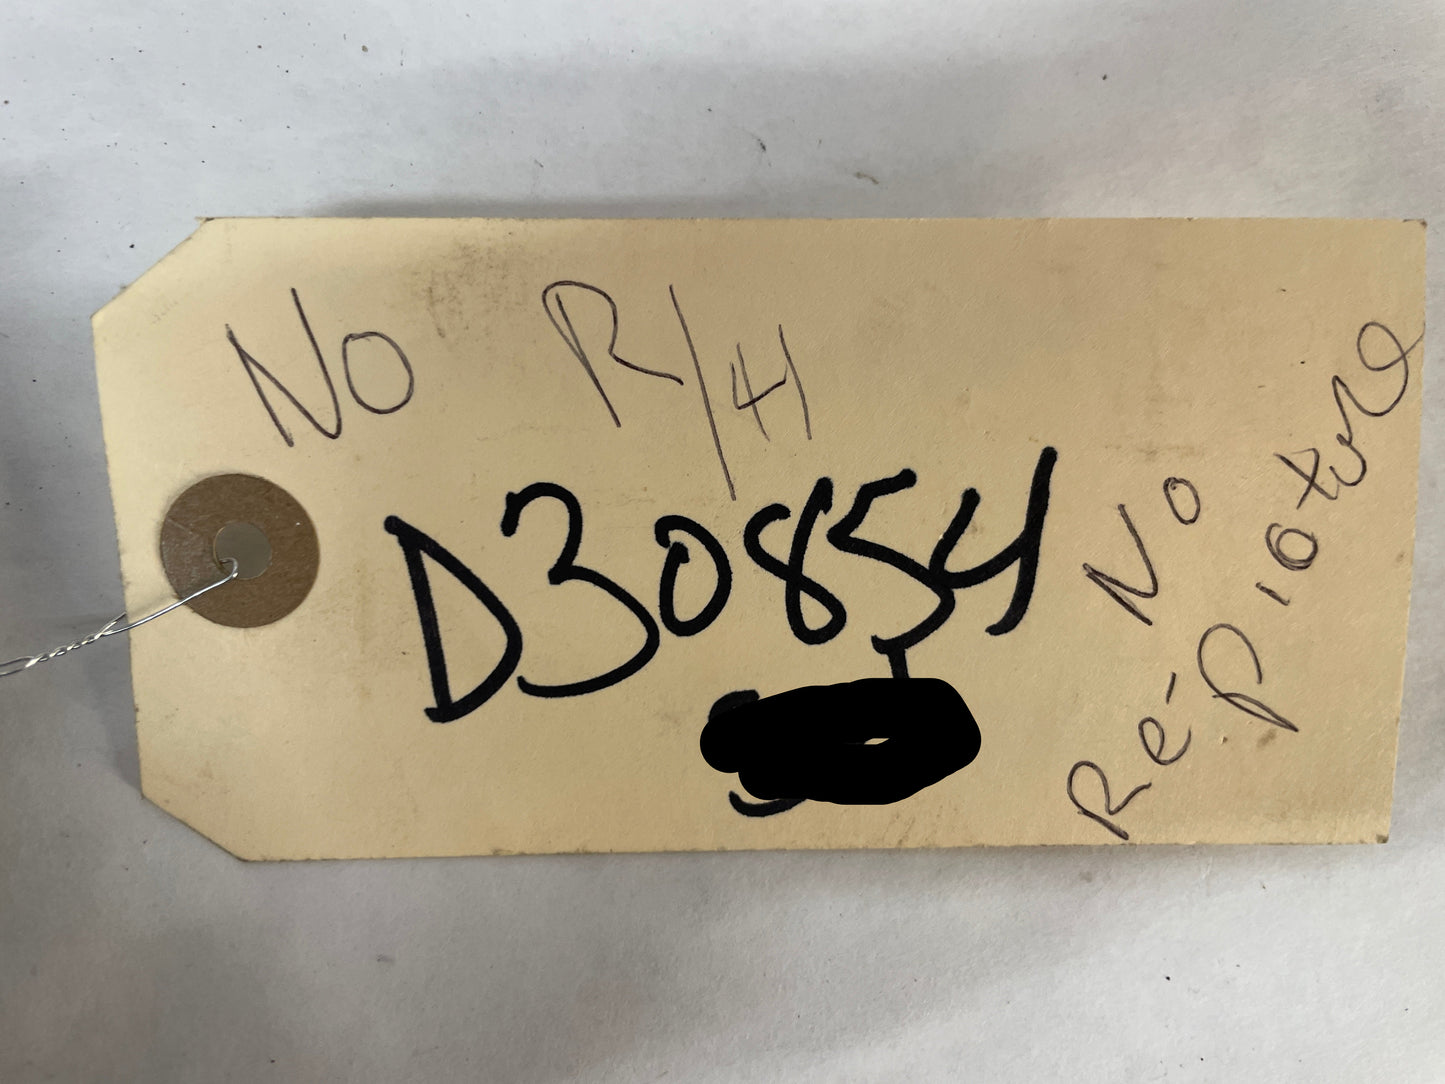 No R/H
D30854
No
Re-Picture